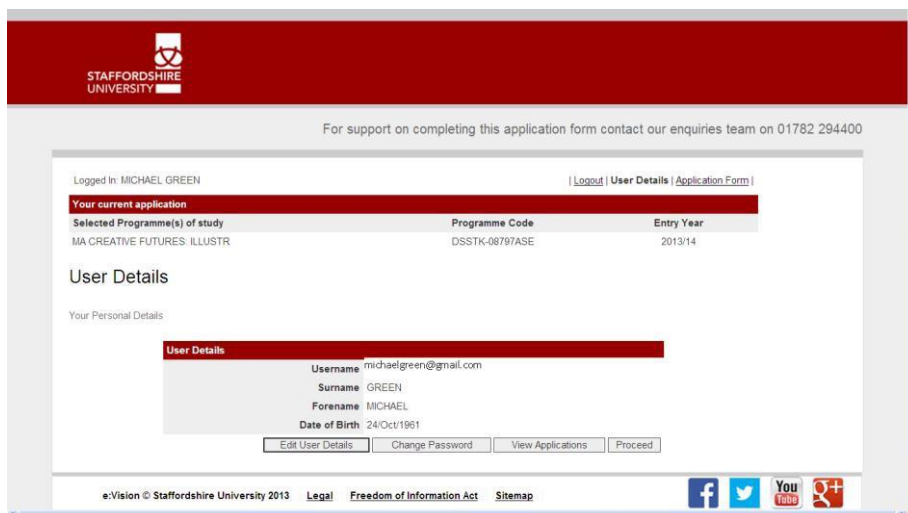 STAFFORDSHIRE
UNIVERSITY
For support on completing this application form contact our enquiries team on 01782 294400
Logged In: MICHAEL GREEN | Logout | User Details | Application Form |
Your current application
Selected Programme(s) of study Programme Code Entry Year
MA CREATIVE FUTURES: ILLUSTR DSSTK-08797ASE 2013/14
User Details
Your Personal Details
User Details
Username michaelgreen@gmail.com
Surname GREEN
Forename MICHAEL
Date of Birth 24/Oct/1961
Edit User Details Change Password View Applications Proceed
e:Vision © Staffordshire University 2013 Legal Freedom of Information Act Sitemap f You Tube g+